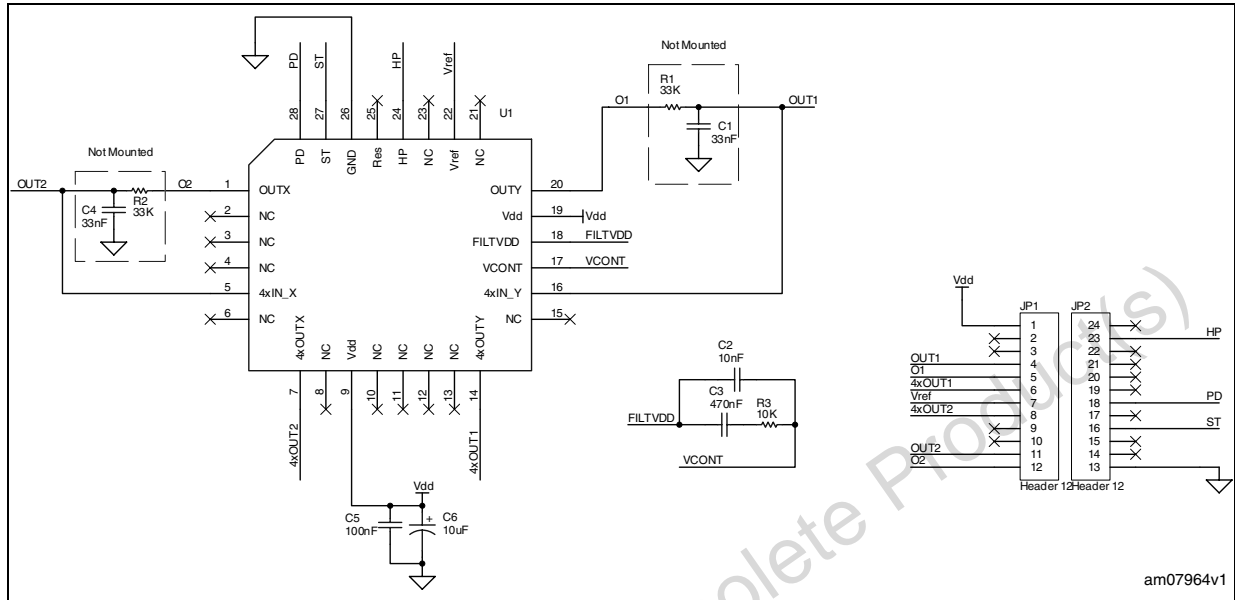 PD
ST
HP
Vref
28
27
26
25
24
23
22
21
U1
PD
ST
GND
Res
HP
NC
Vref
NC
Not Mounted
R1
33K
O1
OUT1
C1
33nF
Not Mounted
OUT2
O2
R2
33K
C4
33nF
1
OUTX
2
NC
3
NC
4
NC
5
4xIN_X
6
NC
OUTY
20
Vdd
19
Vdd
FILTVDD
18
FILTVDD
VCONT
17
VCONT
4xIN_Y
16
NC
15
4xOUTX
NC
Vdd
NC
NC
NC
NC
4xOUTY
7
8
9
10
11
12
13
14
4xOUT2
4xOUT1
Vdd
C5
100nF
+
C6
10uF
C2
10nF
C3
470nF
R3
10K
FILTVDD
VCONT
Vdd
JP1
1
2
3
OUT1
4
O1
5
4xOUT1
6
Vref
7
4xOUT2
8
9
10
OUT2
11
O2
12
Header 12
JP2
24
23
HP
22
21
20
19
18
PD
17
16
ST
15
14
13
Header 12
olete Product(s)
am07964v1